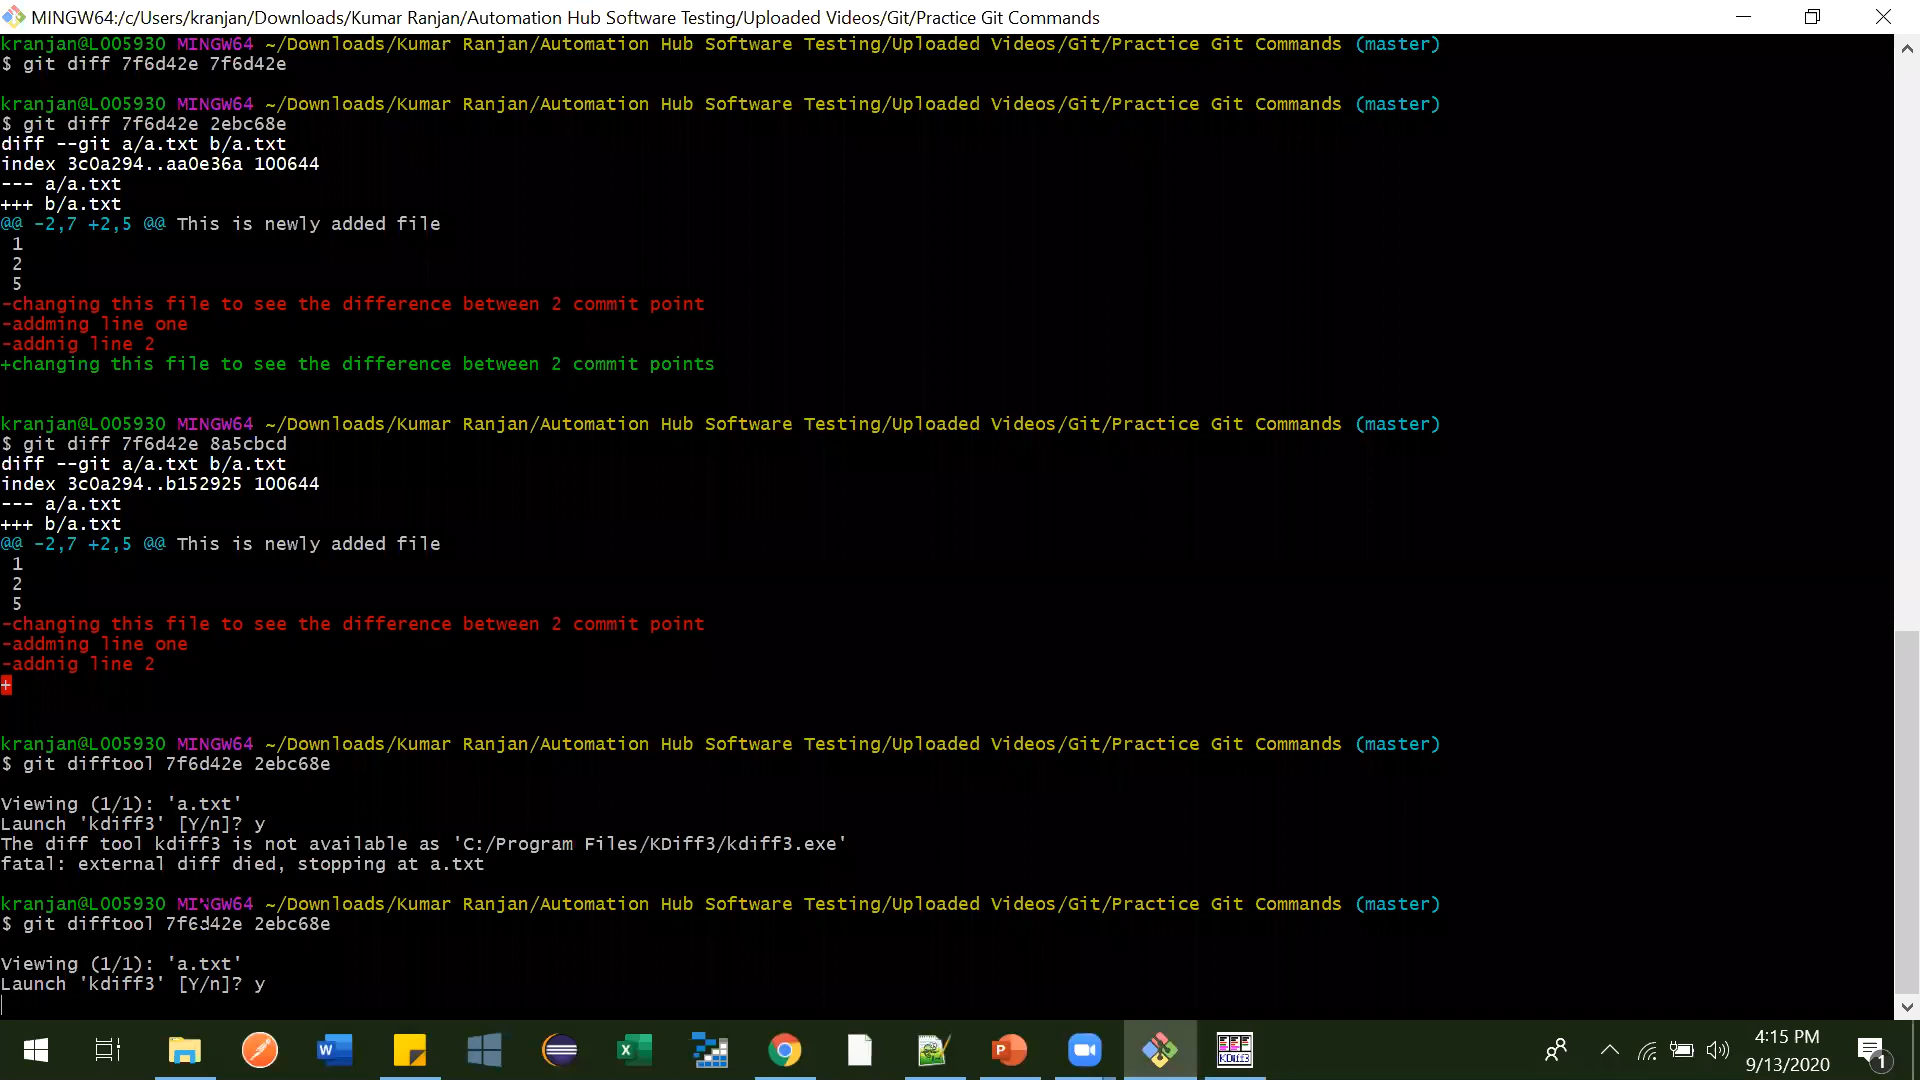 MINGW64:/c/Users/kranjan/Downloads/Kumar Ranjan/Automation Hub Software Testing/Uploaded Videos/Git/Practice Git Commands
kranjan@LOO5930 MINGW64 ~/Downloads/Kumar Ranjan/Automation Hub Software Testing/Uploaded Videos/Git/Practice Git Commands (master)
$ git diff 7f6d42e 7f6d42e
kranjan@LOO5930 MINGW64 ~/Downloads/Kumar Ranjan/Automation Hub Software Testing/Uploaded Videos/Git/Practice Git Commands (master)
$ git diff 7f6d42e 2ebc68e
diff --git a/a.txt b/a.txt
index 3c0a294..aa0e36a 100644
--- a/a.txt
+++ b/a.txt
@@ -2,7 +2,5 @@ This is newly added file
1
2
5
-changing this file to see the difference between 2 commit point
-addming line one
-addnig line 2
+changing this file to see the difference between 2 commit points
kranjan@LOO5930 MINGW64 ~/Downloads/Kumar Ranjan/Automation Hub Software Testing/Uploaded Videos/Git/Practice Git Commands (master)
$ git diff 7f6d42e 8a5cbcd
diff --git a/a.txt b/a.txt
index 3c0a294..b152925 100644
--- a/a.txt
+++ b/a.txt
@@ -2,7 +2,5 @@ This is newly added file
1
2
5
-changing this file to see the difference between 2 commit point
-addming line one
-addnig line 2
+
kranjan@LOO5930 MINGW64 ~/Downloads/Kumar Ranjan/Automation Hub Software Testing/Uploaded Videos/Git/Practice Git Commands (master)
$ git difftool 7f6d42e 2ebc68e
Viewing (1/1): 'a.txt'
Launch 'kdiff3' [Y/n]? y
The diff tool kdiff3 is not available as 'C:/Program Files/KDiff3/kdiff3.exe'
fatal: external diff died, stopping at a.txt
kranjan@LOO5930 MINGW64 ~/Downloads/Kumar Ranjan/Automation Hub Software Testing/Uploaded Videos/Git/Practice Git Commands (master)
$ git difftool 7f6d42e 2ebc68e
Viewing (1/1): 'a.txt'
Launch 'kdiff3' [Y/n]? y
KDiff3
4:15 PM
9/13/2020
1